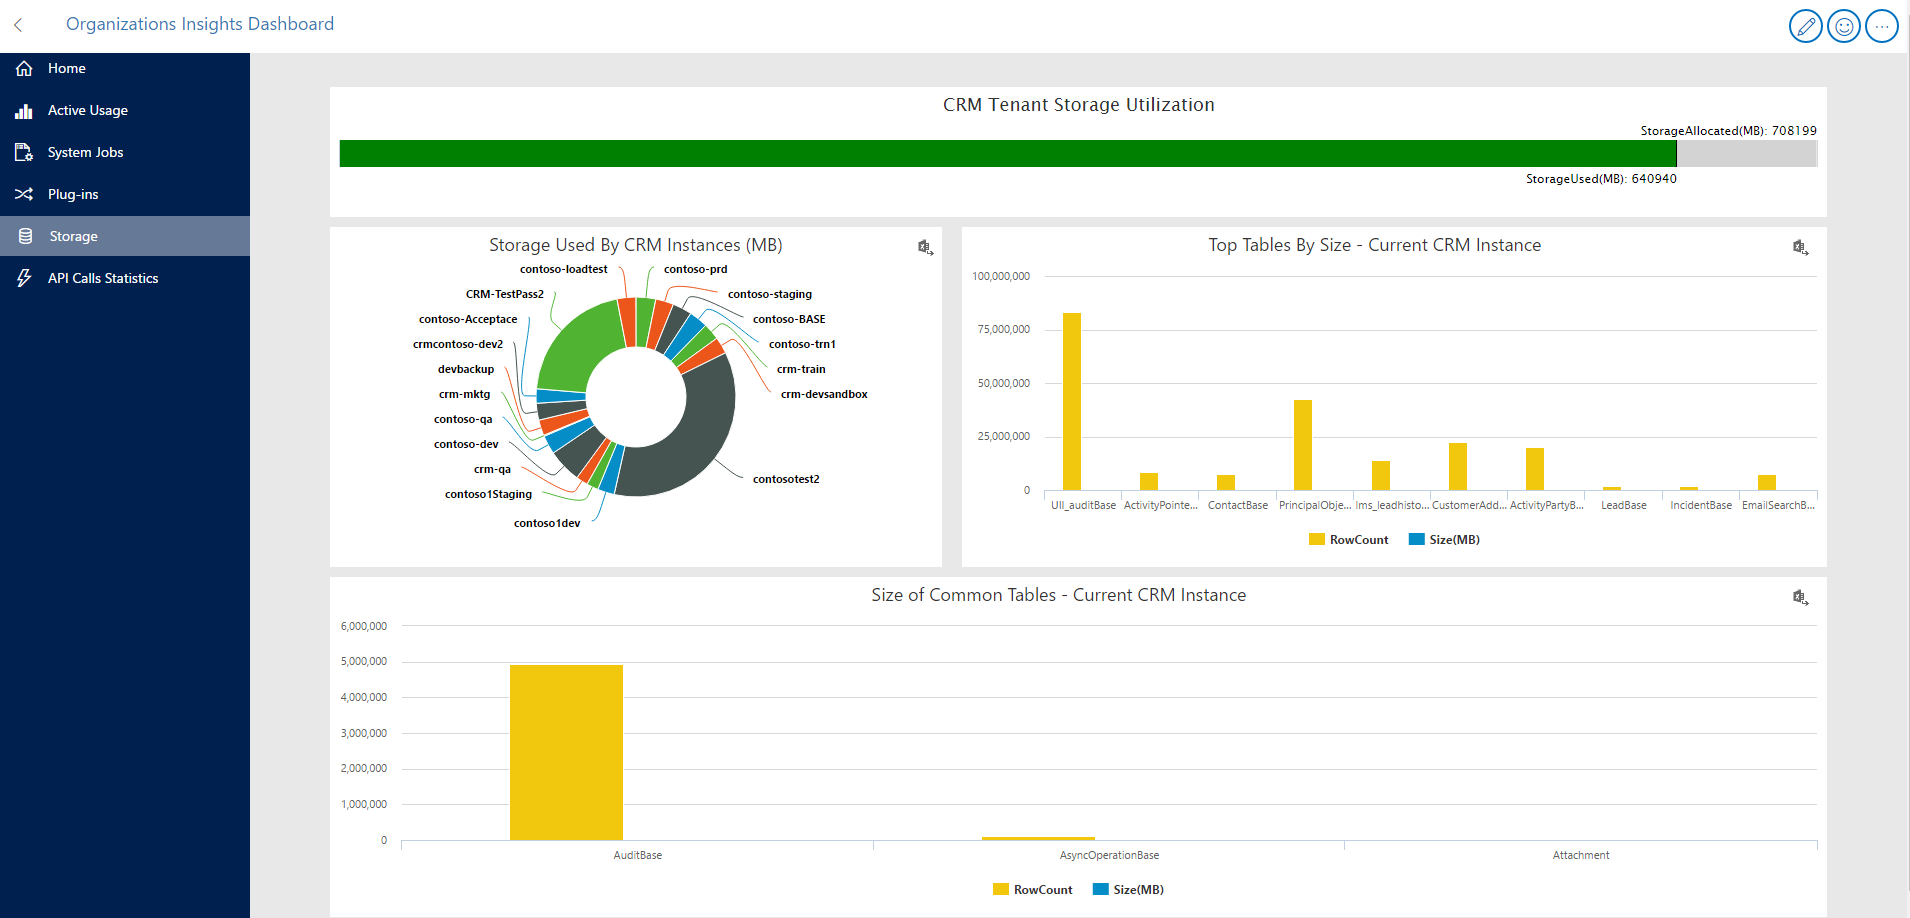 Organizations Insights Dashboard
Home
Active Usage
System Jobs
Plug-ins
Storage
API Calls Statistics
CRM Tenant Storage Utilization
StorageAllocated(MB): 708199
StorageUsed(MB): 640940
Storage Used By CRM Instances (MB)
contoso-loadtest
contoso-prd
CRM-TestPass2
contoso-staging
contoso-Acceptace
contoso-BASE
crmcontoso-dev2
contoso-trn1
devbackup
crm-train
crm-mktg
crm-devsandbox
contoso-qa
contoso-dev
crm-qa
contosotest2
contoso1Staging
contoso1dev
Top Tables By Size - Current CRM Instance
100,000,000
75,000,000
50,000,000
25,000,000
0
UII_auditBase ActivityPointe... ContactBase PrincipalObje... lms_leadhisto... CustomerAdd... ActivityPartyB... LeadBase IncidentBase EmailSearchB...
RowCount Size(MB)
Size of Common Tables - Current CRM Instance
6,000,000
5,000,000
4,000,000
3,000,000
2,000,000
1,000,000
0
AuditBase AsyncOperationBase Attachment
RowCount Size(MB)